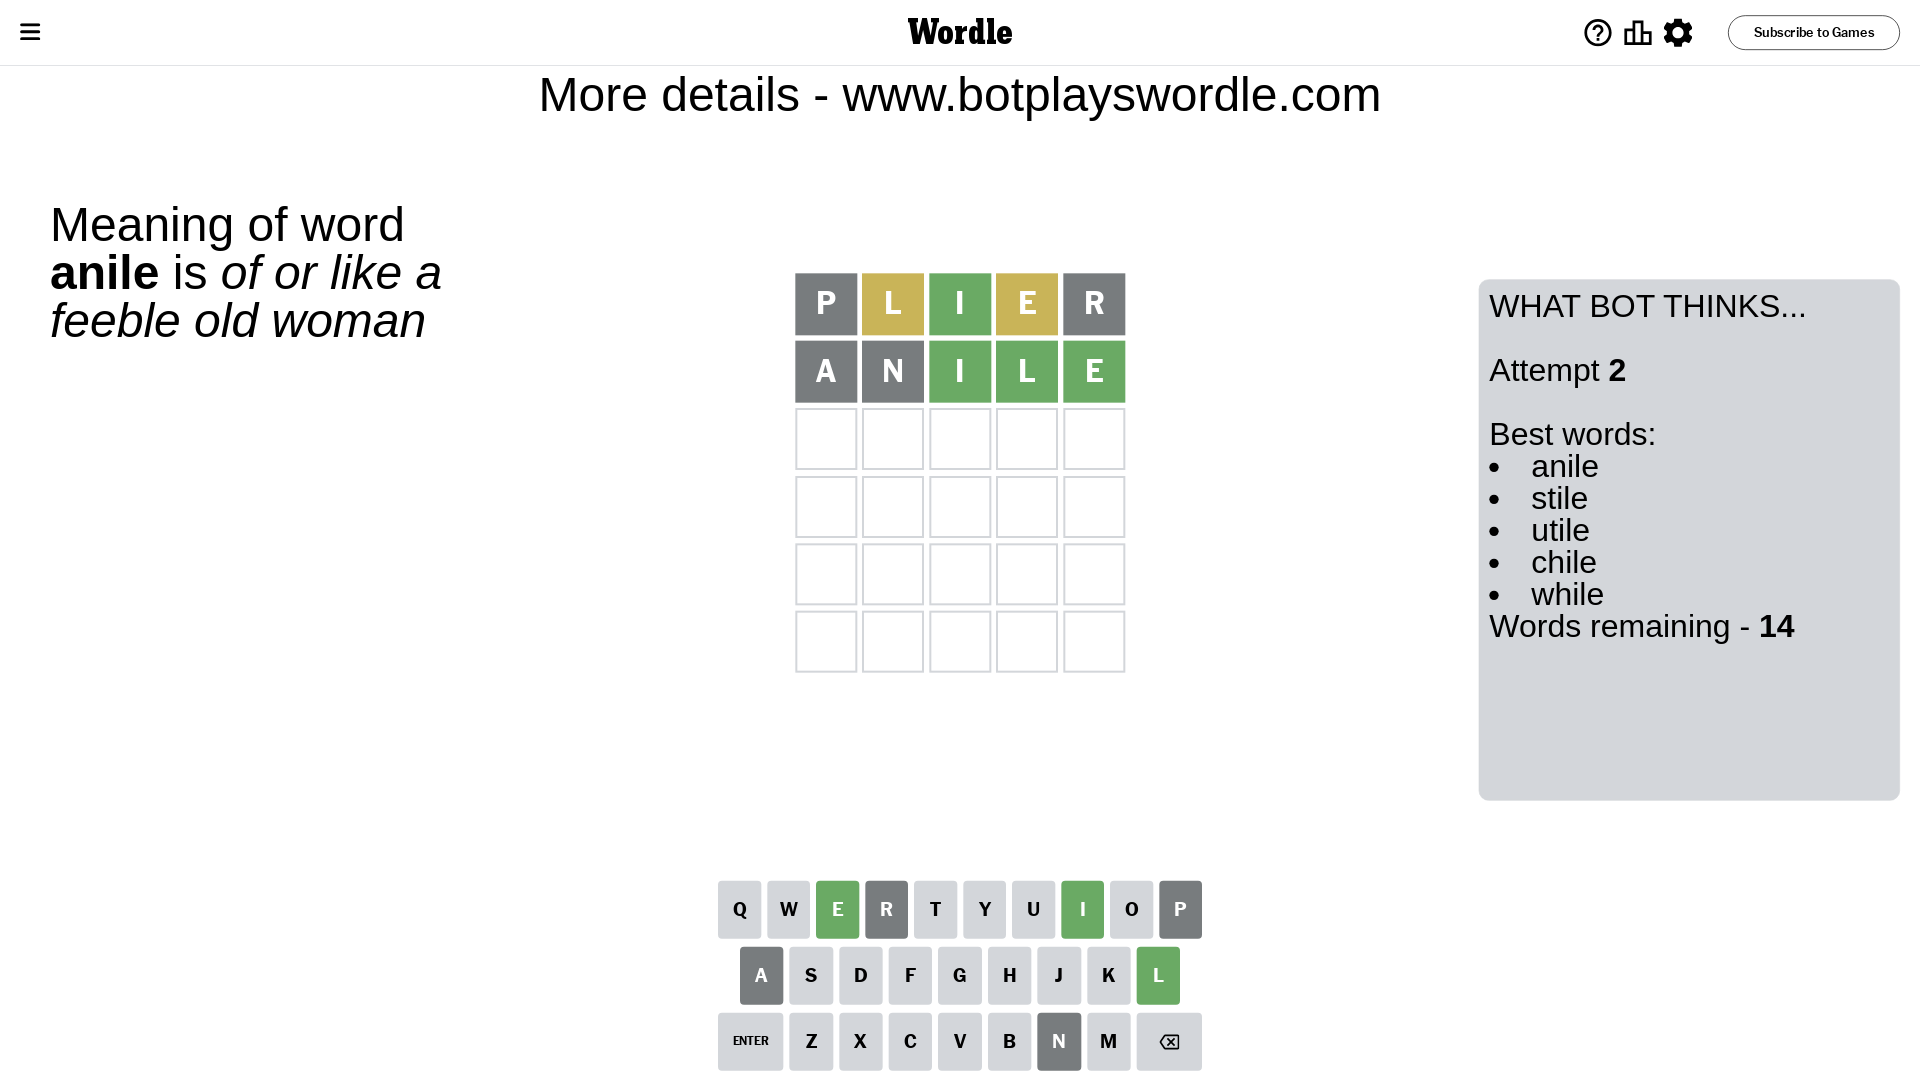 Wordle
Subscribe to Games
More details - www.botplayswordle.com
Meaning of word
anile is of or like a
feeble old woman
P L I E R
A N I L E
WHAT BOT THINKS...
Attempt 2
Best words:
• anile
• stile
• utile
• chile
• while
Words remaining - 14
Q W E R T Y U I O P
A S D F G H J K L
ENTER Z X C V B N M